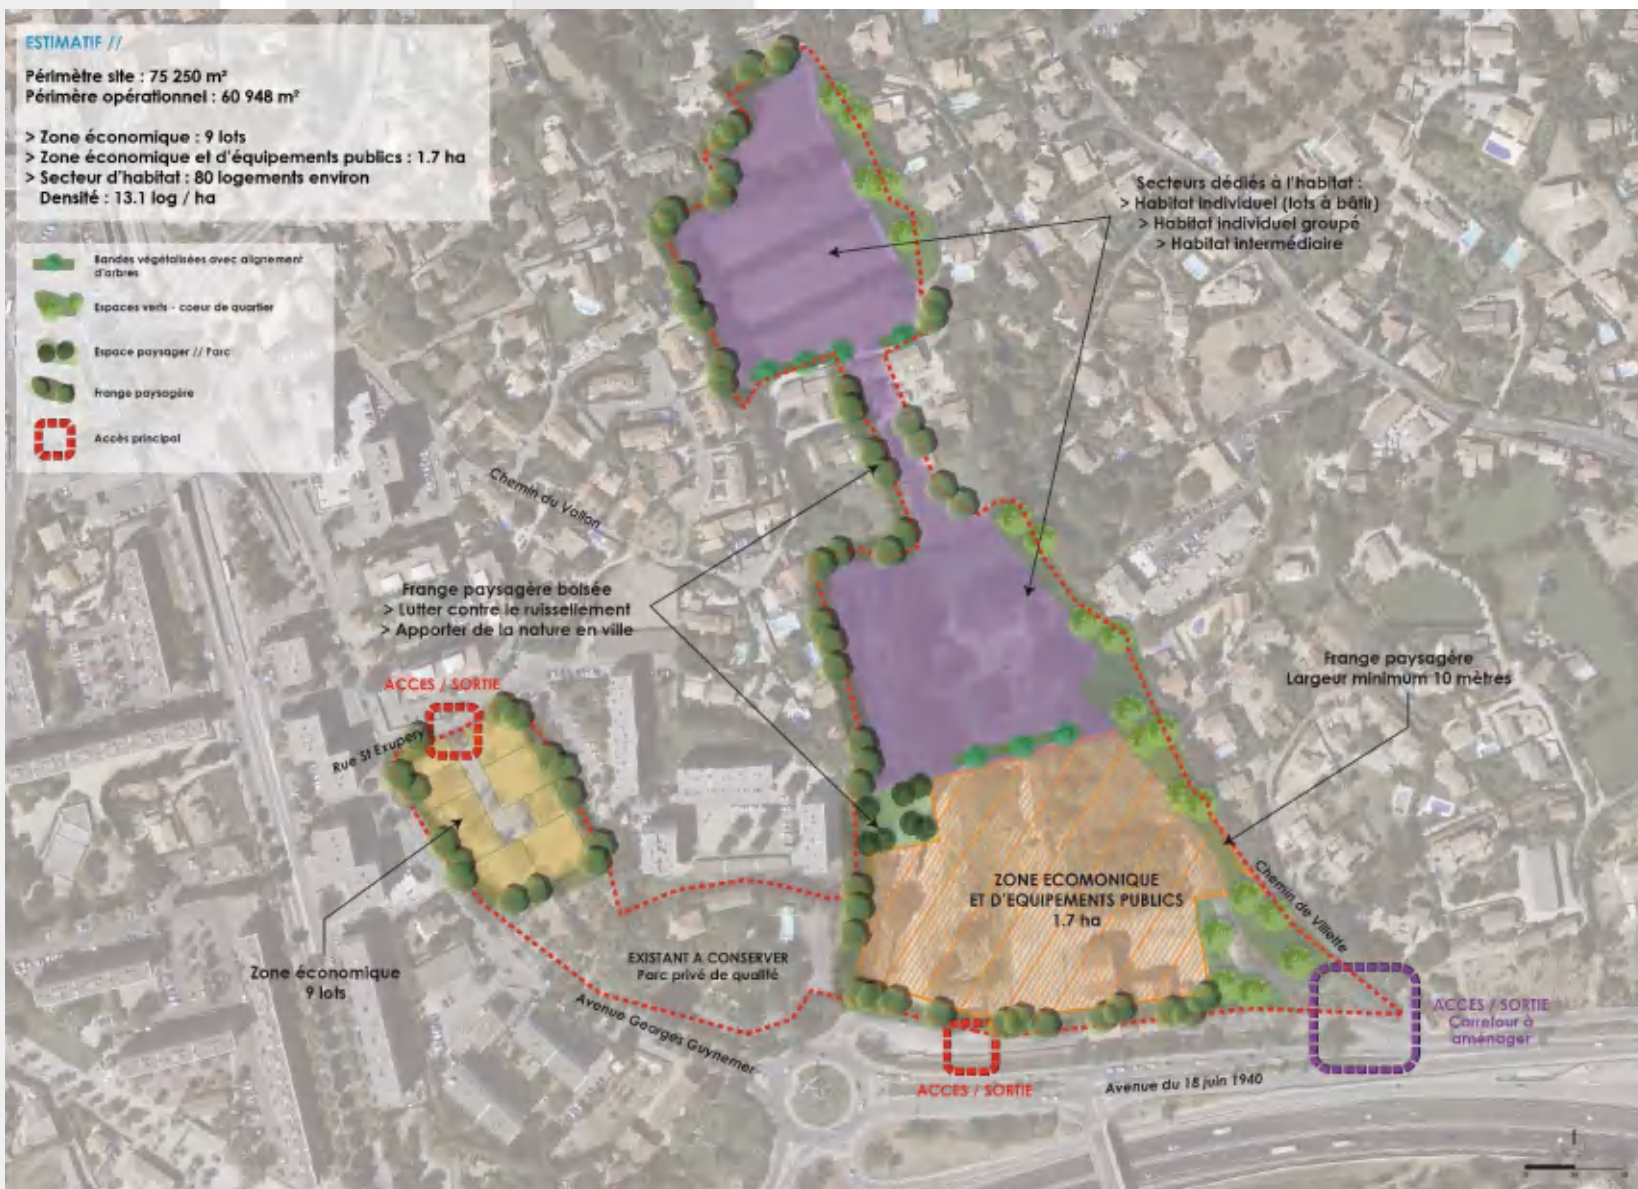 ESTIMATIF //
Périmètre site : 75 250 m²
Périmère opérationnel : 60 948 m²
> Zone économique : 9 lots
> Zone économique et d'équipements publics : 1.7 ha
> Secteur d'habitat : 80 logements environ
Densité : 13.1 log / ha
Bandes végétalisées avec alignement
d'arbres
Espaces verts - coeur de quartier
Espace paysager // Parc
Frange paysagère
Accès principal
Secteurs dédiés à l'habitat :
> Habitat individuel (lots à bâtir)
> Habitat individuel groupé
> Habitat intermédiaire
Chemin du Vallon
Frange paysagère boisée
> Lutter contre le ruissellement
> Apporter de la nature en ville
Frange paysagère
Largeur minimum 10 mètres
ACCES / SORTIE
Rue St Exupéry
ZONE ECOMONIQUE
ET D'EQUIPEMENTS PUBLICS
1.7 ha
Chemin de Villette
EXISTANT A CONSERVER
Parc privé de qualité
Zone économique
9 lots
Avenue Georges Guynemer
ACCES / SORTIE
Carrefour à
aménager
ACCES / SORTIE
Avenue du 18 juin 1940